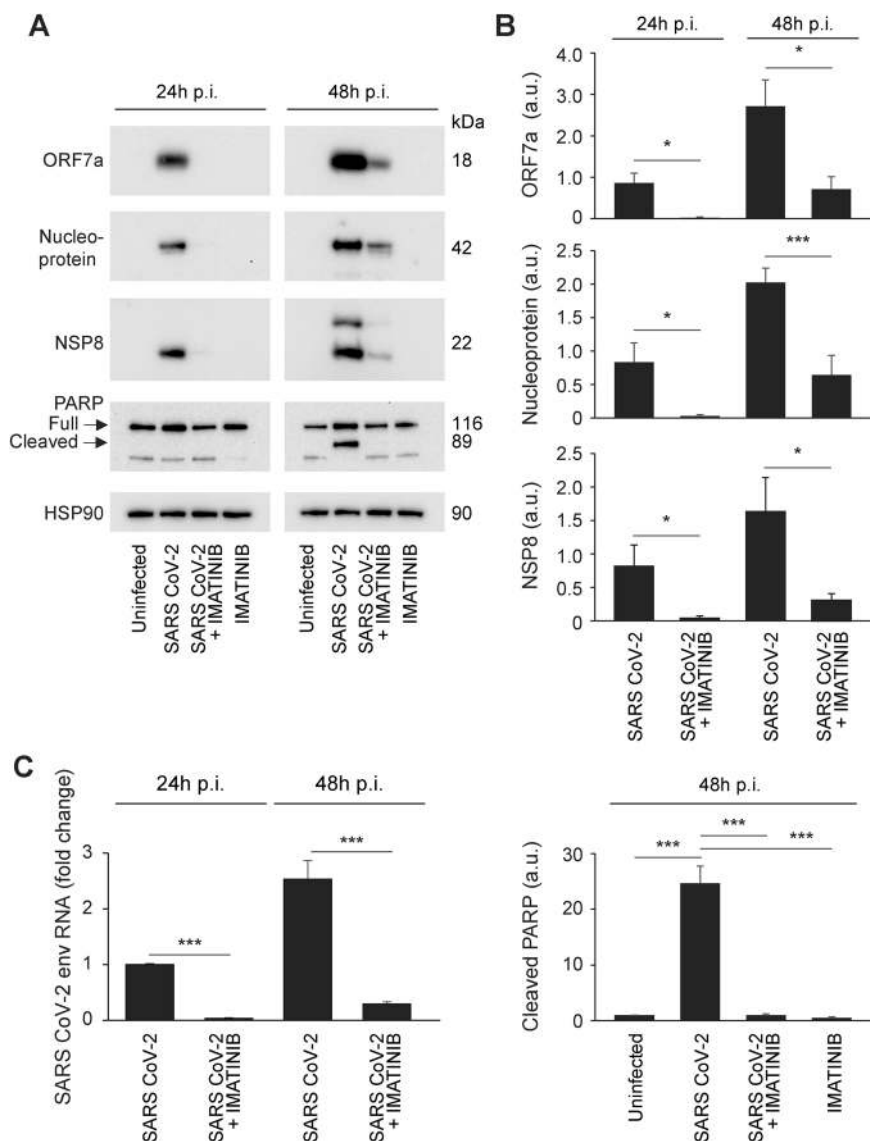 A
24h p.i.
48h p.i.
kDa
ORF7a
18
Nucleo-
protein
42
NSP8
22
PARP
Full
116
Cleaved
89
HSP90
90
Uninfected
SARS CoV-2
SARS CoV-2
+ IMATINIB
IMATINIB
Uninfected
SARS CoV-2
SARS CoV-2
+ IMATINIB
IMATINIB
B
24h p.i.
48h p.i.
ORF7a (a.u.)
4.0
3.0
2.0
1.0
0
*
*
Nucleoprotein (a.u.)
2.5
2.0
1.5
1.0
0.5
0
*
***
NSP8 (a.u.)
2.5
2.0
1.5
1.0
0.5
0
*
*
SARS CoV-2
SARS CoV-2
+ IMATINIB
SARS CoV-2
SARS CoV-2
+ IMATINIB
C
24h p.i.
48h p.i.
SARS CoV-2 env RNA (fold change)
3
2
1
0
***
***
SARS CoV-2
SARS CoV-2
+ IMATINIB
SARS CoV-2
SARS CoV-2
+ IMATINIB
48h p.i.
Cleaved PARP (a.u.)
30
20
10
0
***
***
***
Uninfected
SARS CoV-2
SARS CoV-2
+ IMATINIB
IMATINIB